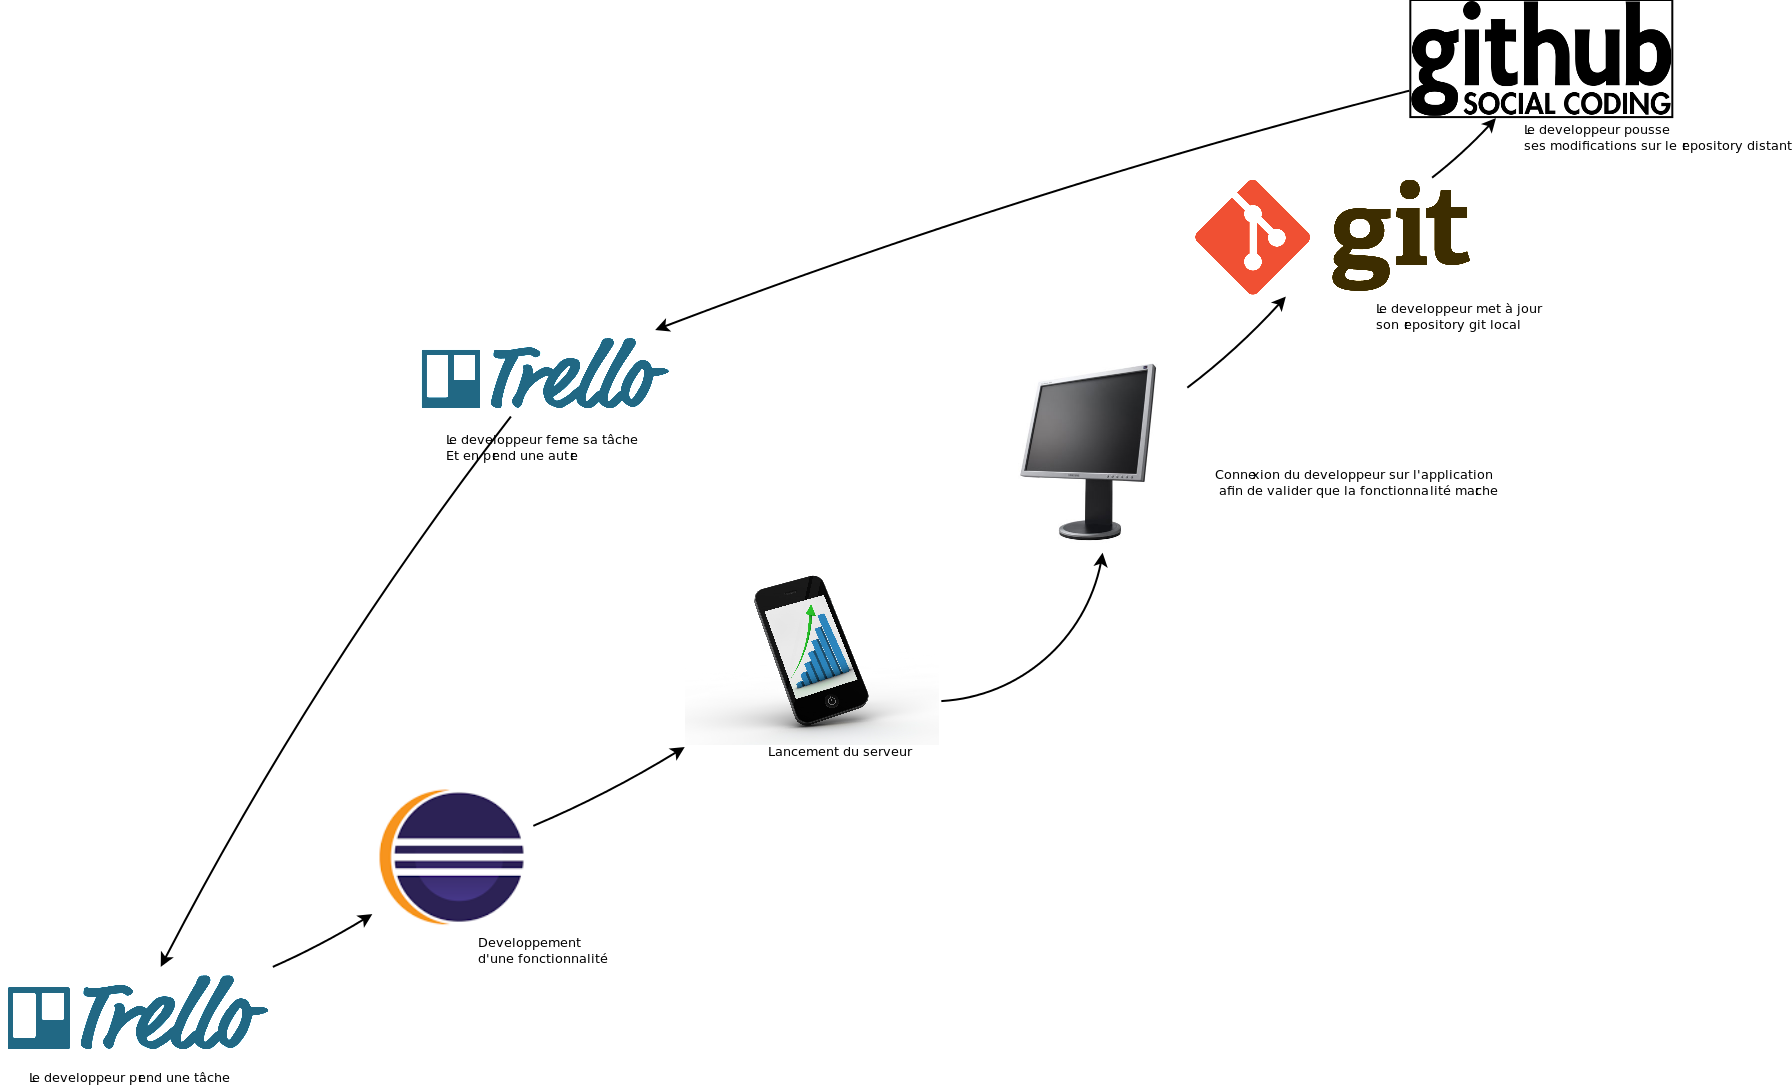 github
SOCIAL CODING
Le developpeur pousse
ses modifications sur le repository distant
git
Le developpeur met à jour
son repository git local
Trello
Le developpeur ferme sa tâche
Et en prend une autre
Connexion du developpeur sur l'application
afin de valider que la fonctionnalité marche
Lancement du serveur
Developpement
d'une fonctionnalité
Trello
Le developpeur prend une tâche